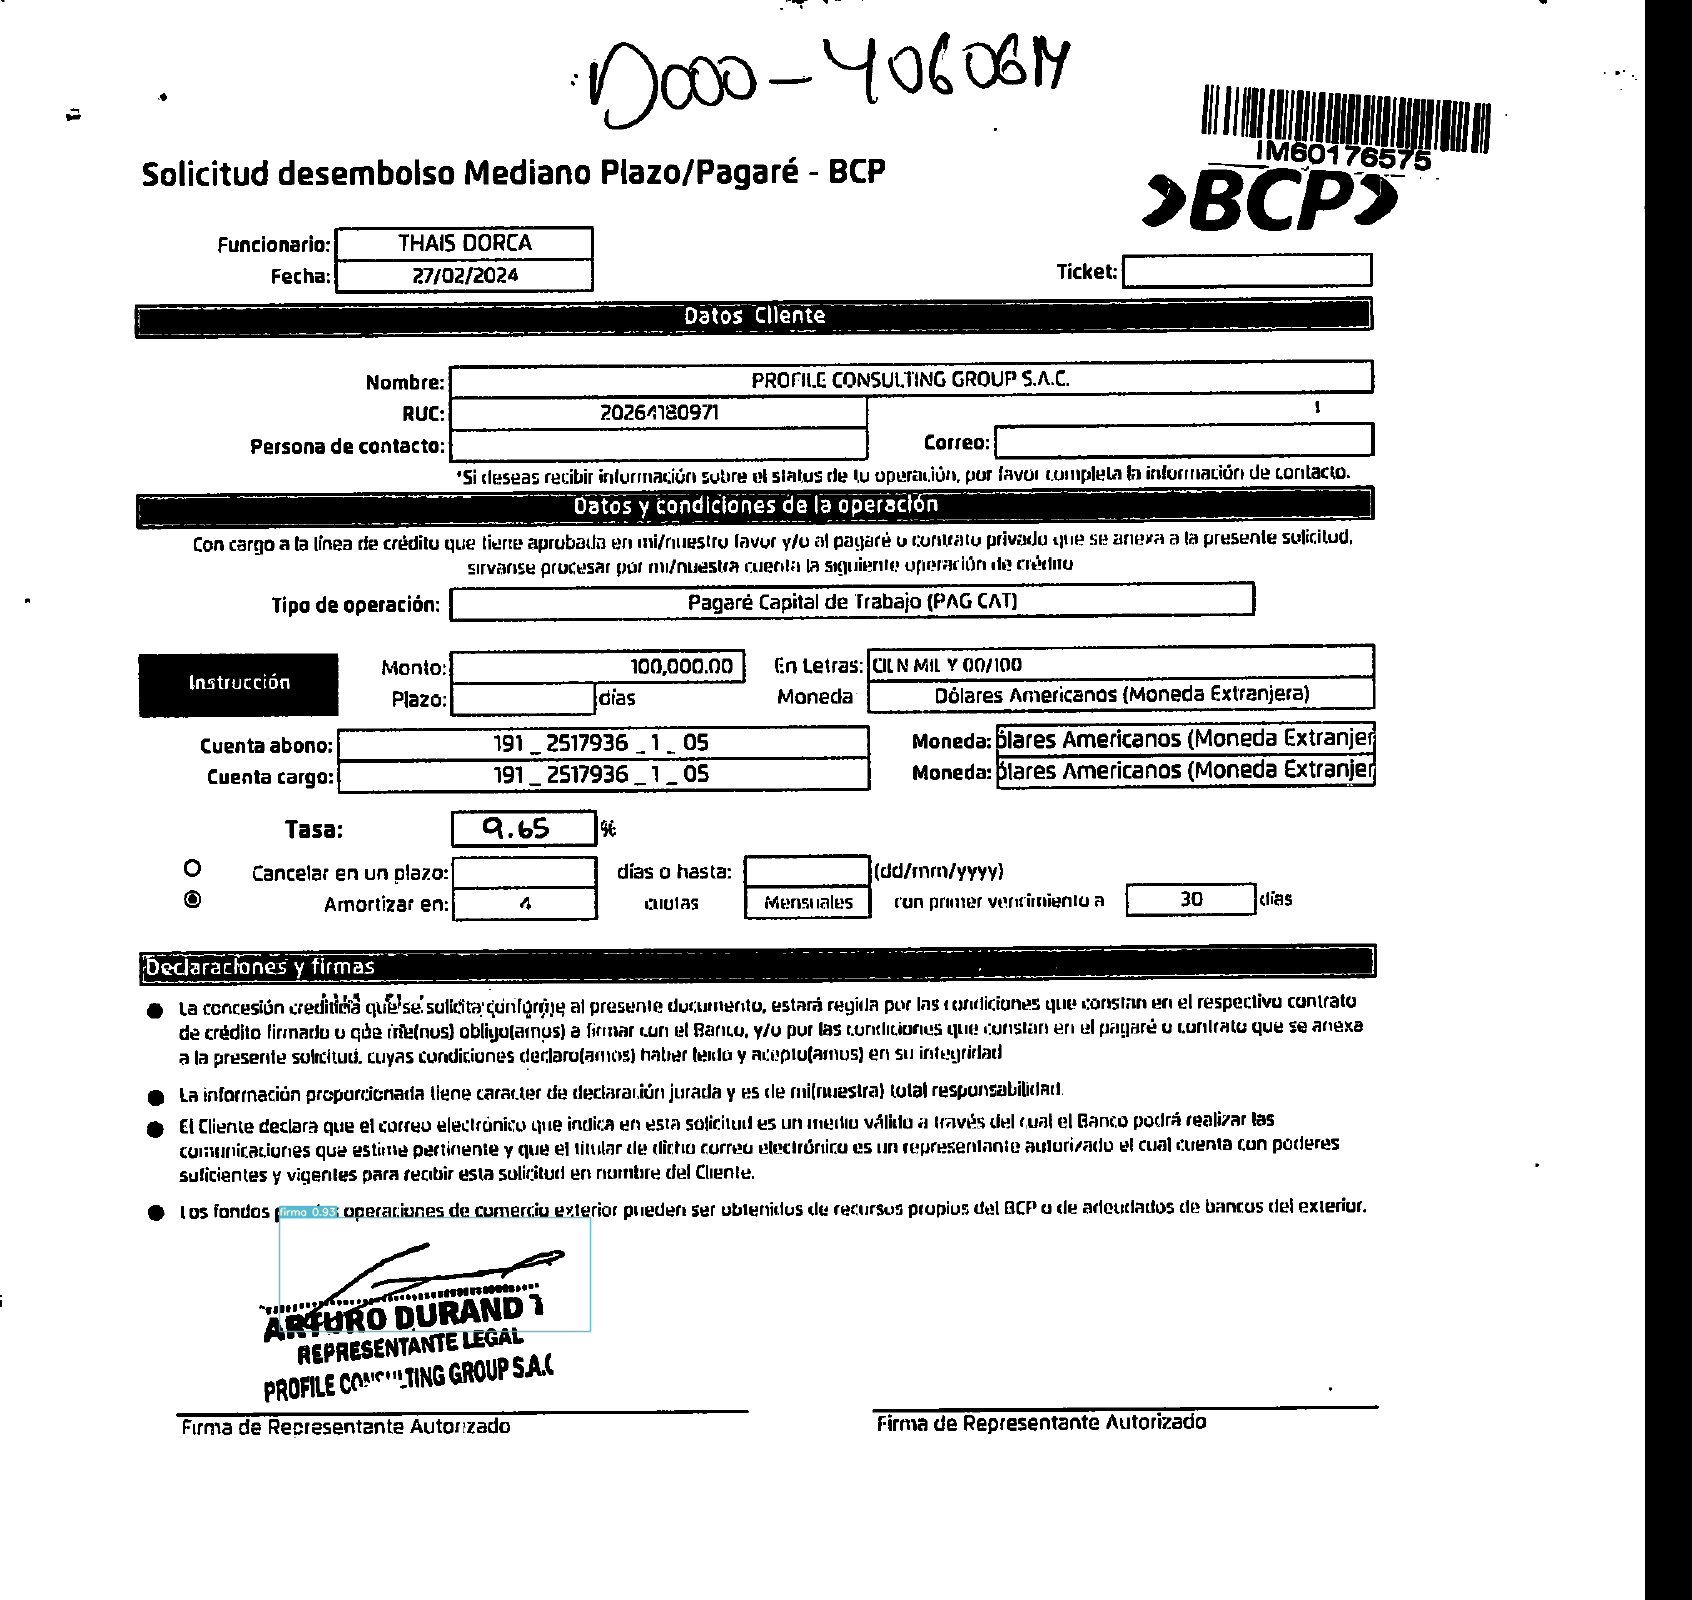 D000-406064
IM60176575
Solicitud desembolso Mediano Plazo/Pagaré - BCP
BCP
Funcionario: THAIS DORCA
Fecha: 27/02/2024
Ticket:
Datos Cliente
Nombre: PROFILE CONSULTING GROUP S.A.C.
RUC: 20264180971 1
Persona de contacto:
Correo:
*Si deseas recibir información sobre el status de tu operación, por favor completa la información de contacto.
Datos y condiciones de la operación
Con cargo a la línea de crédito que tiene aprobada en mi/nuestro favor y/o al pagaré o contrato privado que se anexa a la presente solicitud,
sirvanse procesar por mi/nuestra cuenta la siguiente operación de crédito
Tipo de operación: Pagaré Capital de Trabajo (PAG CAT)
Instrucción
Monto: 100,000.00 En Letras: CIEN MIL Y 00/100
Plazo: días Moneda Dólares Americanos (Moneda Extranjera)
Cuenta abono: 191 _ 2517936 _ 1 _ 05 Moneda: ólares Americanos (Moneda Extranjer
Cuenta cargo: 191 _ 2517936 _ 1 _ 05 Moneda: ólares Americanos (Moneda Extranjer
Tasa: 9.65 %
Cancelar en un plazo: días o hasta: (dd/mm/yyyy)
Amortizar en: 4 cuotas Mensuales con primer vencimiento a 30 días
Declaraciones y firmas
La concesión crediticia que se solicita conforme al presente documento, estará regida por las condiciones que constan en el respectivo contrato
de crédito firmado o que me(nos) obligo(amos) a firmar con el Banco, y/o por las condiciones que constan en el pagaré o contrato que se anexa
a la presente solicitud, cuyas condiciones declaro(amos) haber leido y acepto(amos) en su integridad
La información proporcionada tiene caracter de declaración jurada y es de mi(nuestra) total responsabilidad.
El Cliente declara que el correo electrónico que indica en esta solicitud es un medio válido a través del cual el Banco podrá realizar las
comunicaciones que estime pertinente y que el titular de dicho correo electrónico es un representante autorizado el cual cuenta con poderes
suficientes y vigentes para recibir esta solicitud en nombre del Cliente.
Los fondos operaciones de comercio exterior pueden ser obtenidos de recursos propios del BCP o de adeudados de bancos del exterior.
firma 0.93
ARTURO DURAND
REPRESENTANTE LEGAL
PROFILE CONSULTING GROUP S.A.C
Firma de Representante Autorizado
Firma de Representante Autorizado